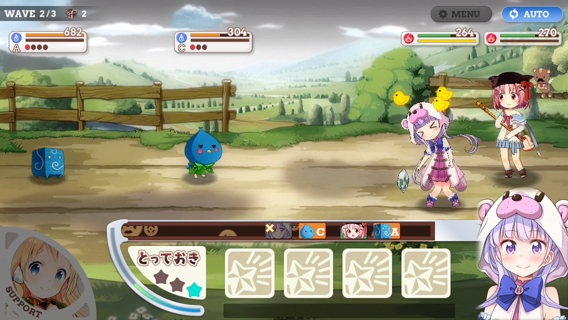 WAVE 2/3 2
MENU
AUTO
682
A
304
C
264
270
とっておき
C
A
SUPPORT